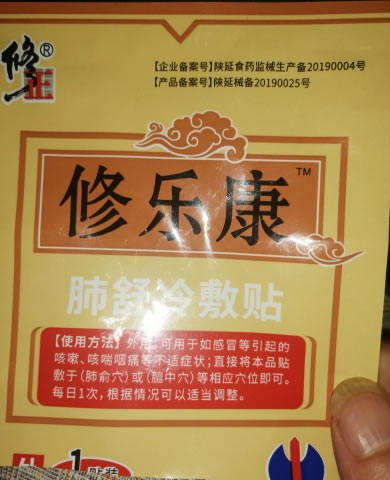 修正®
【企业备案号】陕延食药监械生产备20190004号
【产品备案号】陕延械备20190025号
修乐康™
肺舒冷敷贴
【使用方法】外用，可用于如感冒等引起的
咳嗽、咳喘咽痛等不适症状；直接将本品贴
敷于（肺俞穴）或（膻中穴）等相应穴位即可。
每日1次，根据情况可以适当调整。
1贴装